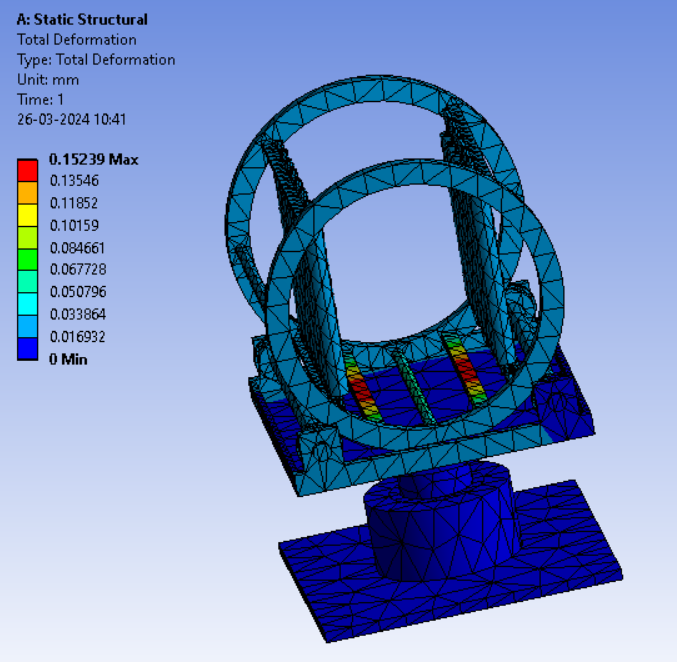 A: Static Structural
Total Deformation
Type: Total Deformation
Unit: mm
Time: 1
26-03-2024 10:41
0.15239 Max
0.13546
0.11852
0.10159
0.084661
0.067728
0.050796
0.033864
0.016932
0 Min